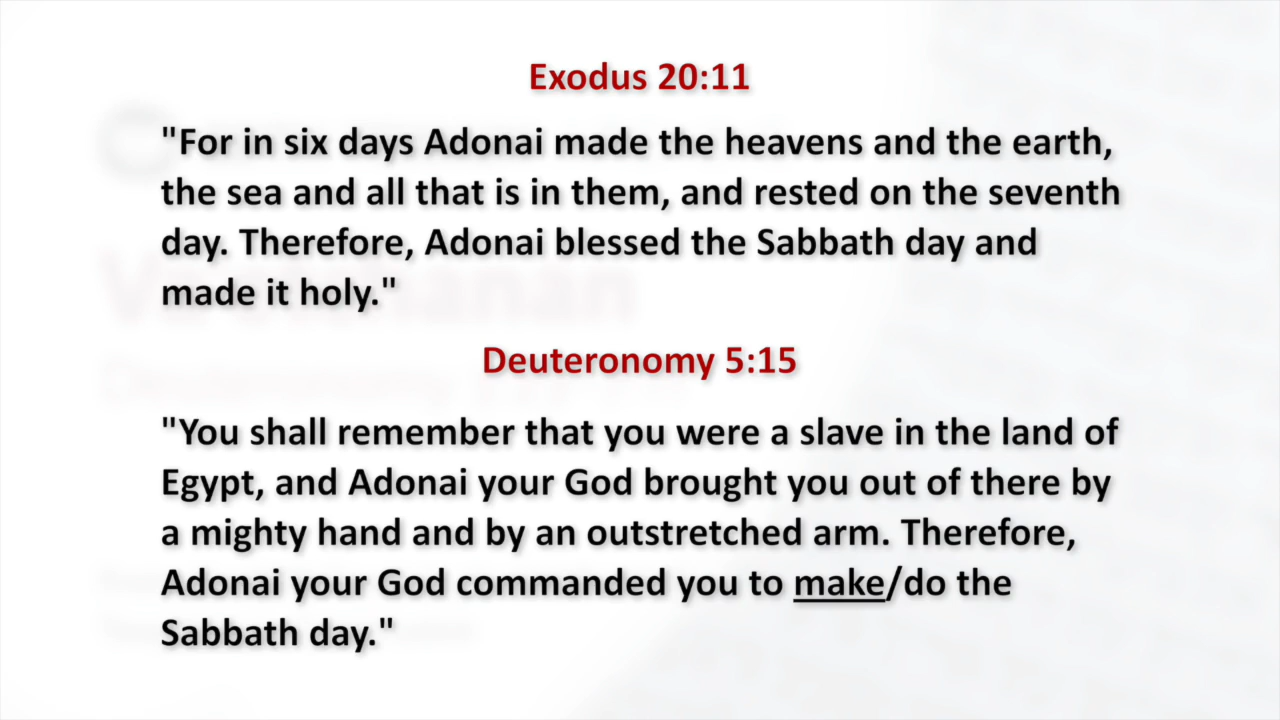 Exodus 20:11
"For in six days Adonai made the heavens and the earth,
the sea and all that is in them, and rested on the seventh
day. Therefore, Adonai blessed the Sabbath day and
made it holy."
Deuteronomy 5:15
"You shall remember that you were a slave in the land of
Egypt, and Adonai your God brought you out of there by
a mighty hand and by an outstretched arm. Therefore,
Adonai your God commanded you to make/do the
Sabbath day."